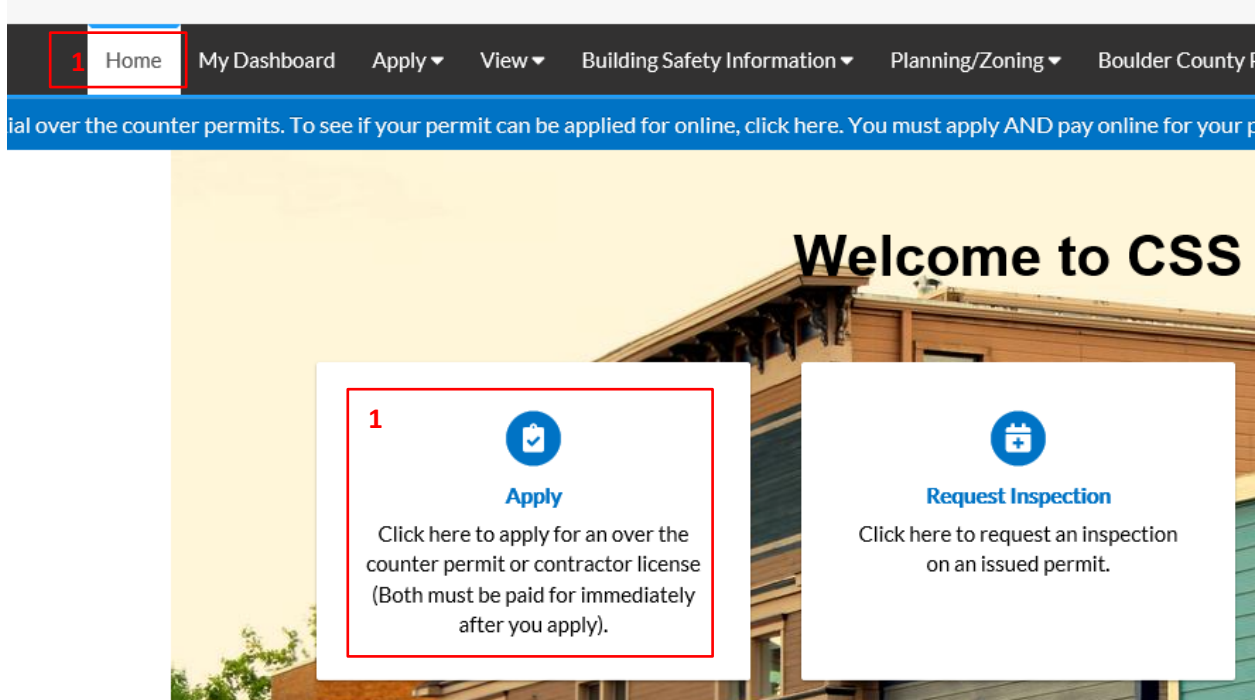 1 Home My Dashboard Apply View Building Safety Information Planning/Zoning Boulder County
ial over the counter permits. To see if your permit can be applied for online, click here. You must apply AND pay online for your p
Welcome to CSS
1
Apply
Click here to apply for an over the
counter permit or contractor license
(Both must be paid for immediately
after you apply).
Request Inspection
Click here to request an inspection
on an issued permit.